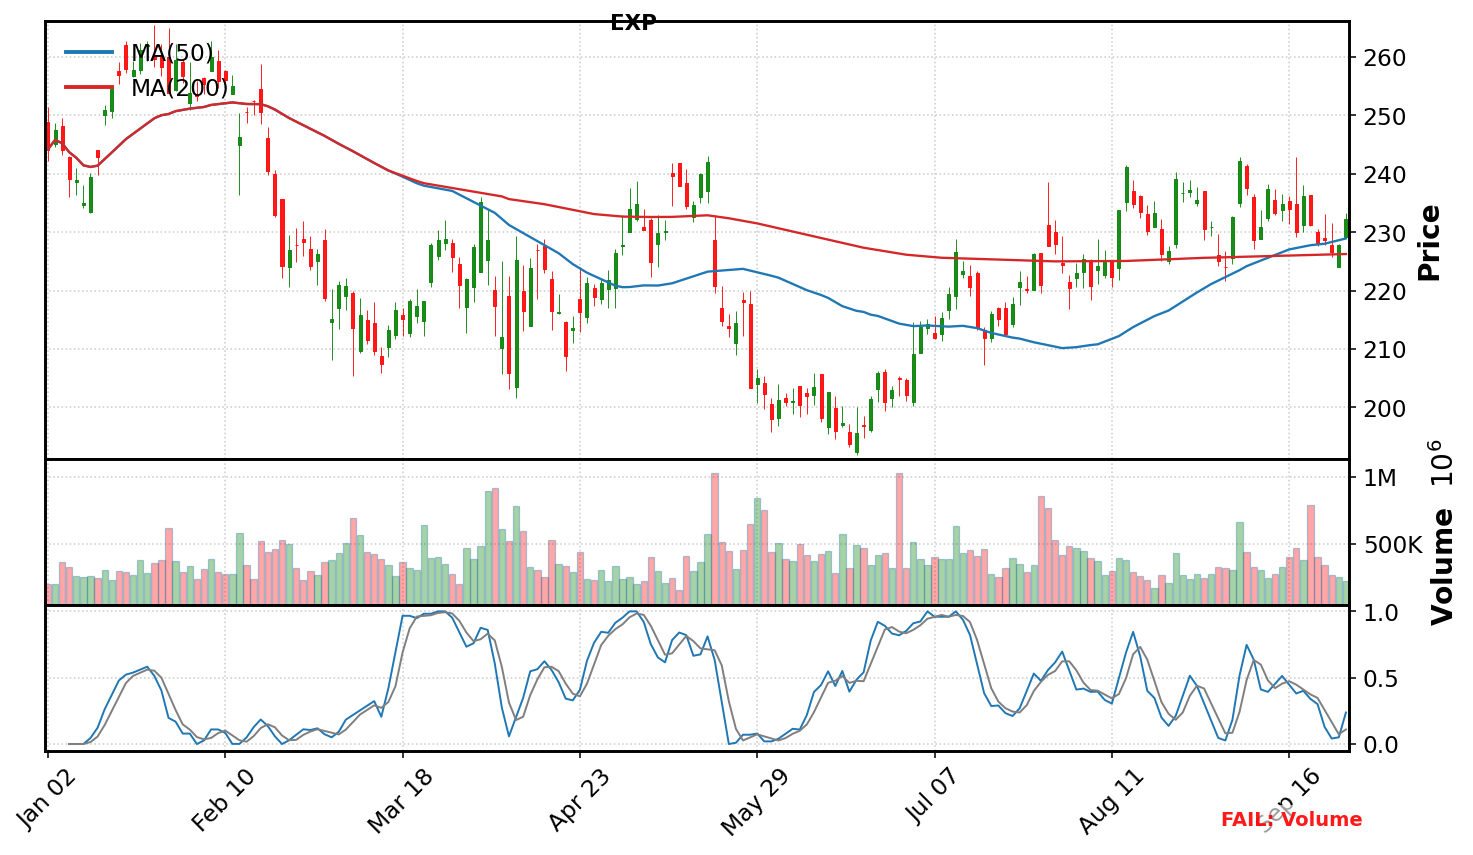 EXP
MA(50)
MA(200)
260
250
240
230
220
210
200
Price
1M
500K
Volume 10⁶
1.0
0.5
0.0
Jan 02
Feb 10
Mar 18
Apr 23
May 29
Jul 07
Aug 11
Sep 16
FAIL: Volume